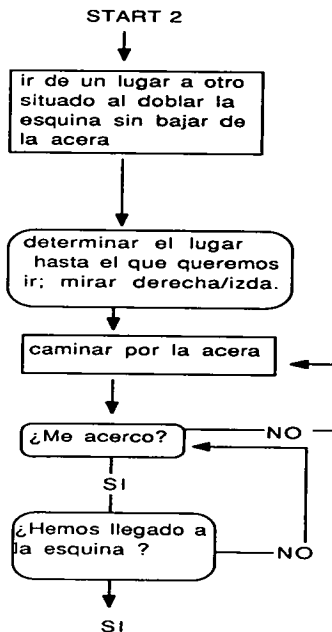 START 2
ir de un lugar a otro
situado al doblar la
esquina sin bajar de
la acera
determinar el lugar
hasta el que queremos
ir; mirar derecha/izda.
caminar por la acera
¿Me acerco?
NO
SI
¿Hemos llegado a
la esquina ?
NO
SI